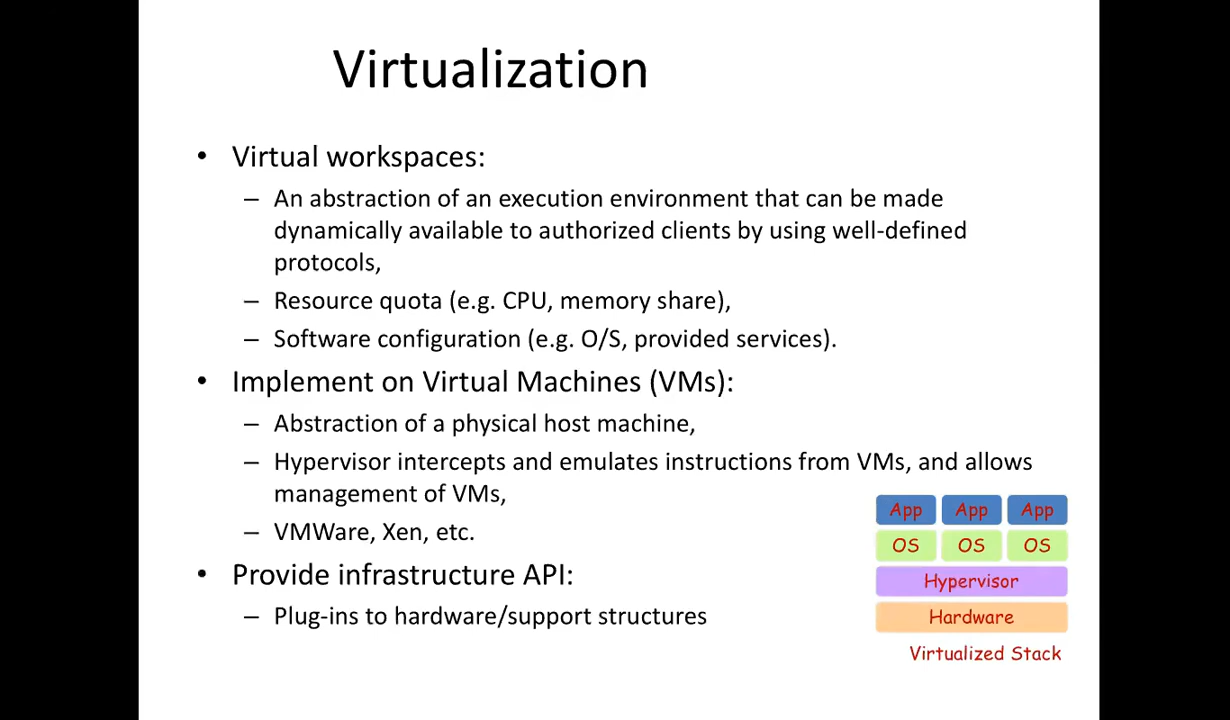 Virtualization
• Virtual workspaces:
– An abstraction of an execution environment that can be made
dynamically available to authorized clients by using well-defined
protocols,
– Resource quota (e.g. CPU, memory share),
– Software configuration (e.g. O/S, provided services).
• Implement on Virtual Machines (VMs):
– Abstraction of a physical host machine,
– Hypervisor intercepts and emulates instructions from VMs, and allows
management of VMs,
– VMWare, Xen, etc.
• Provide infrastructure API:
– Plug-ins to hardware/support structures
App App App
OS OS OS
Hypervisor
Hardware
Virtualized Stack